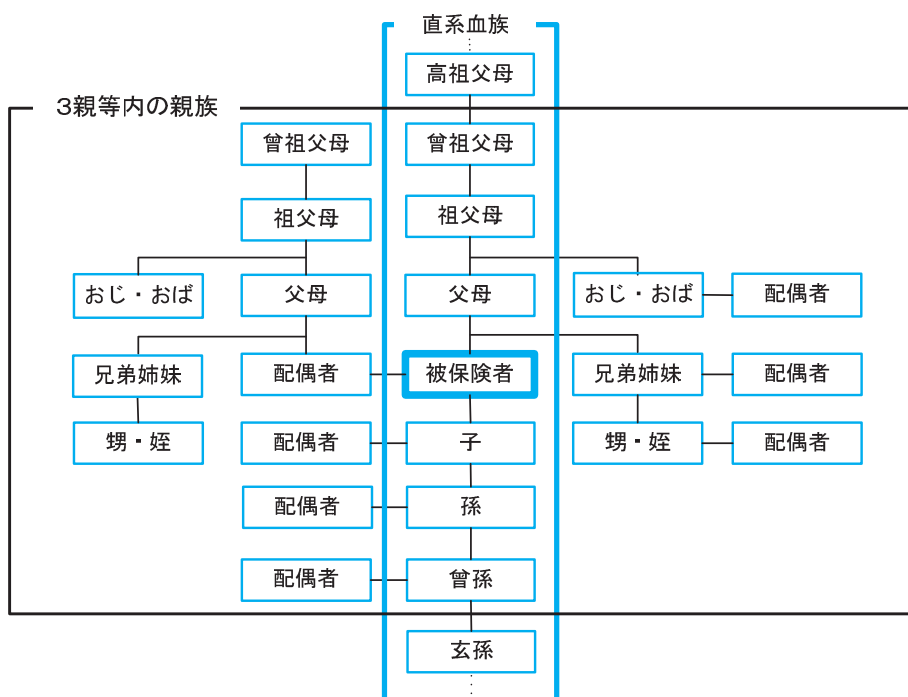 直系血族
高祖父母
3親等内の親族
曾祖父母
曾祖父母
祖父母
祖父母
おじ・おば
父母
父母
おじ・おば
配偶者
兄弟姉妹
配偶者
被保険者
兄弟姉妹
配偶者
甥・姪
配偶者
子
甥・姪
配偶者
配偶者
孫
配偶者
曾孫
玄孫